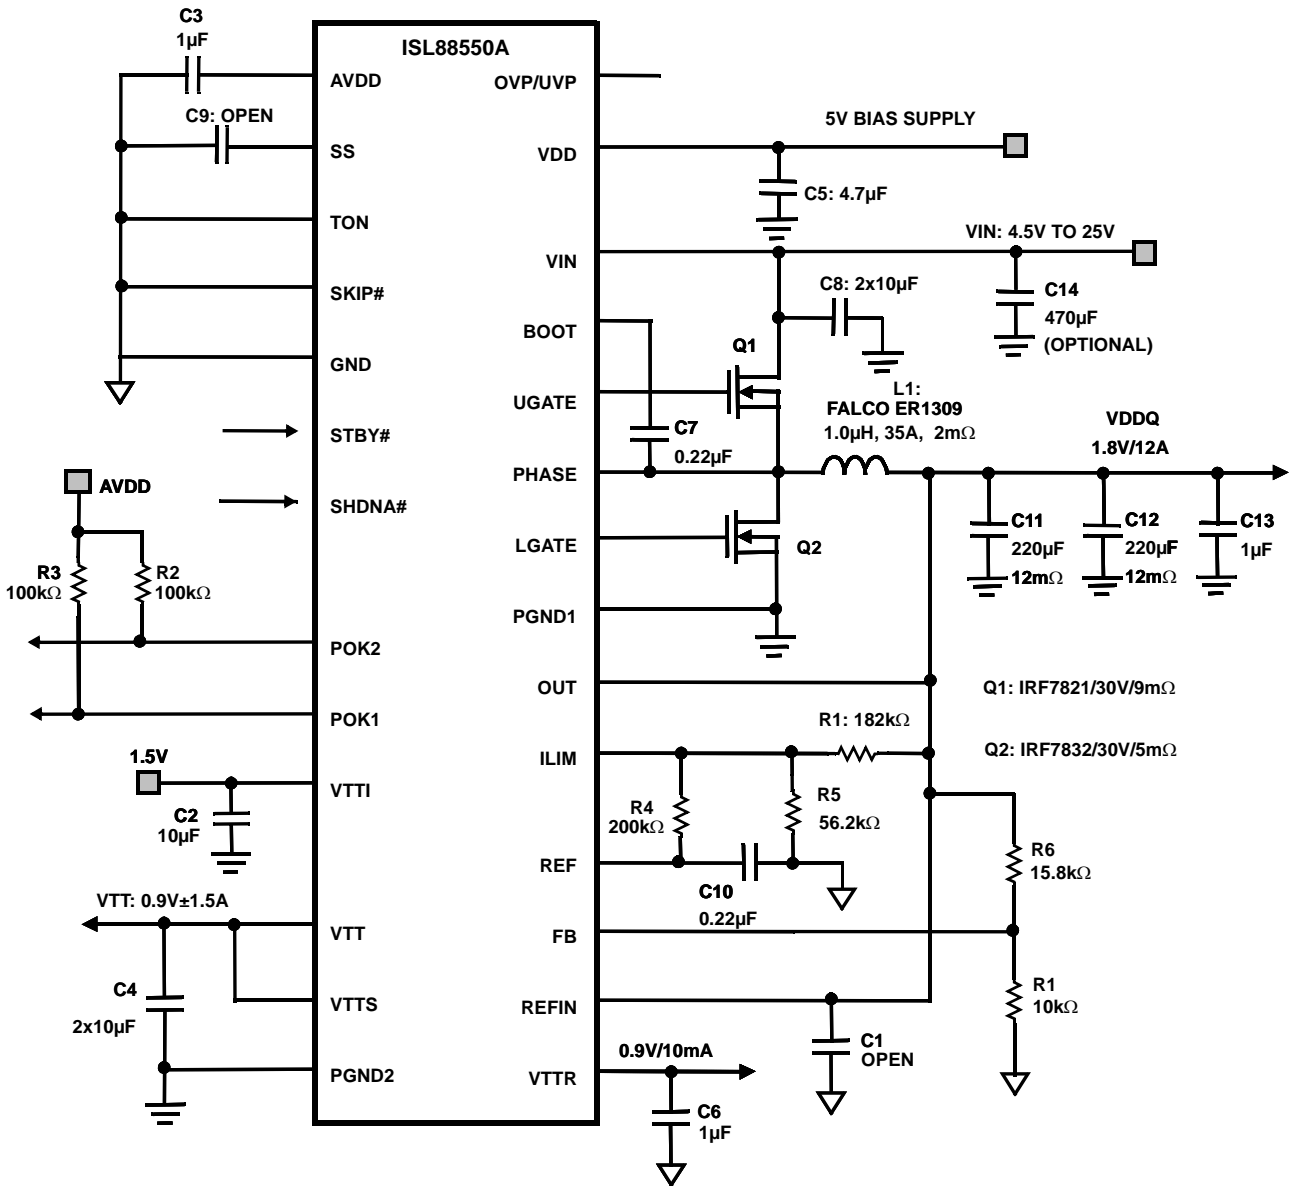 C3
1µF
ISL88550A
AVDD
OVP/UVP
C9: OPEN
5V BIAS SUPPLY
SS
VDD
C5: 4.7µF
TON
VIN: 4.5V TO 25V
VIN
C8: 2x10µF
C14
470µF
(OPTIONAL)
SKIP#
BOOT
Q1
GND
L1:
FALCO ER1309
1.0µH, 35A, 2mΩ
UGATE
VDDQ
1.8V/12A
STBY#
C7
0.22µF
PHASE
AVDD
SHDNA#
C11
220µF
12mΩ
C12
220µF
12mΩ
C13
1µF
LGATE
Q2
R3
100kΩ
R2
100kΩ
PGND1
POK2
OUT
Q1: IRF7821/30V/9mΩ
POK1
R1: 182kΩ
1.5V
ILIM
Q2: IRF7832/30V/5mΩ
VTTI
C2
10µF
R4
200kΩ
R5
56.2kΩ
REF
R6
15.8kΩ
C10
0.22µF
VTT: 0.9V±1.5A
VTT
FB
C4
2x10µF
VTTS
REFIN
R1
10kΩ
C1
OPEN
0.9V/10mA
PGND2
VTTR
C6
1µF